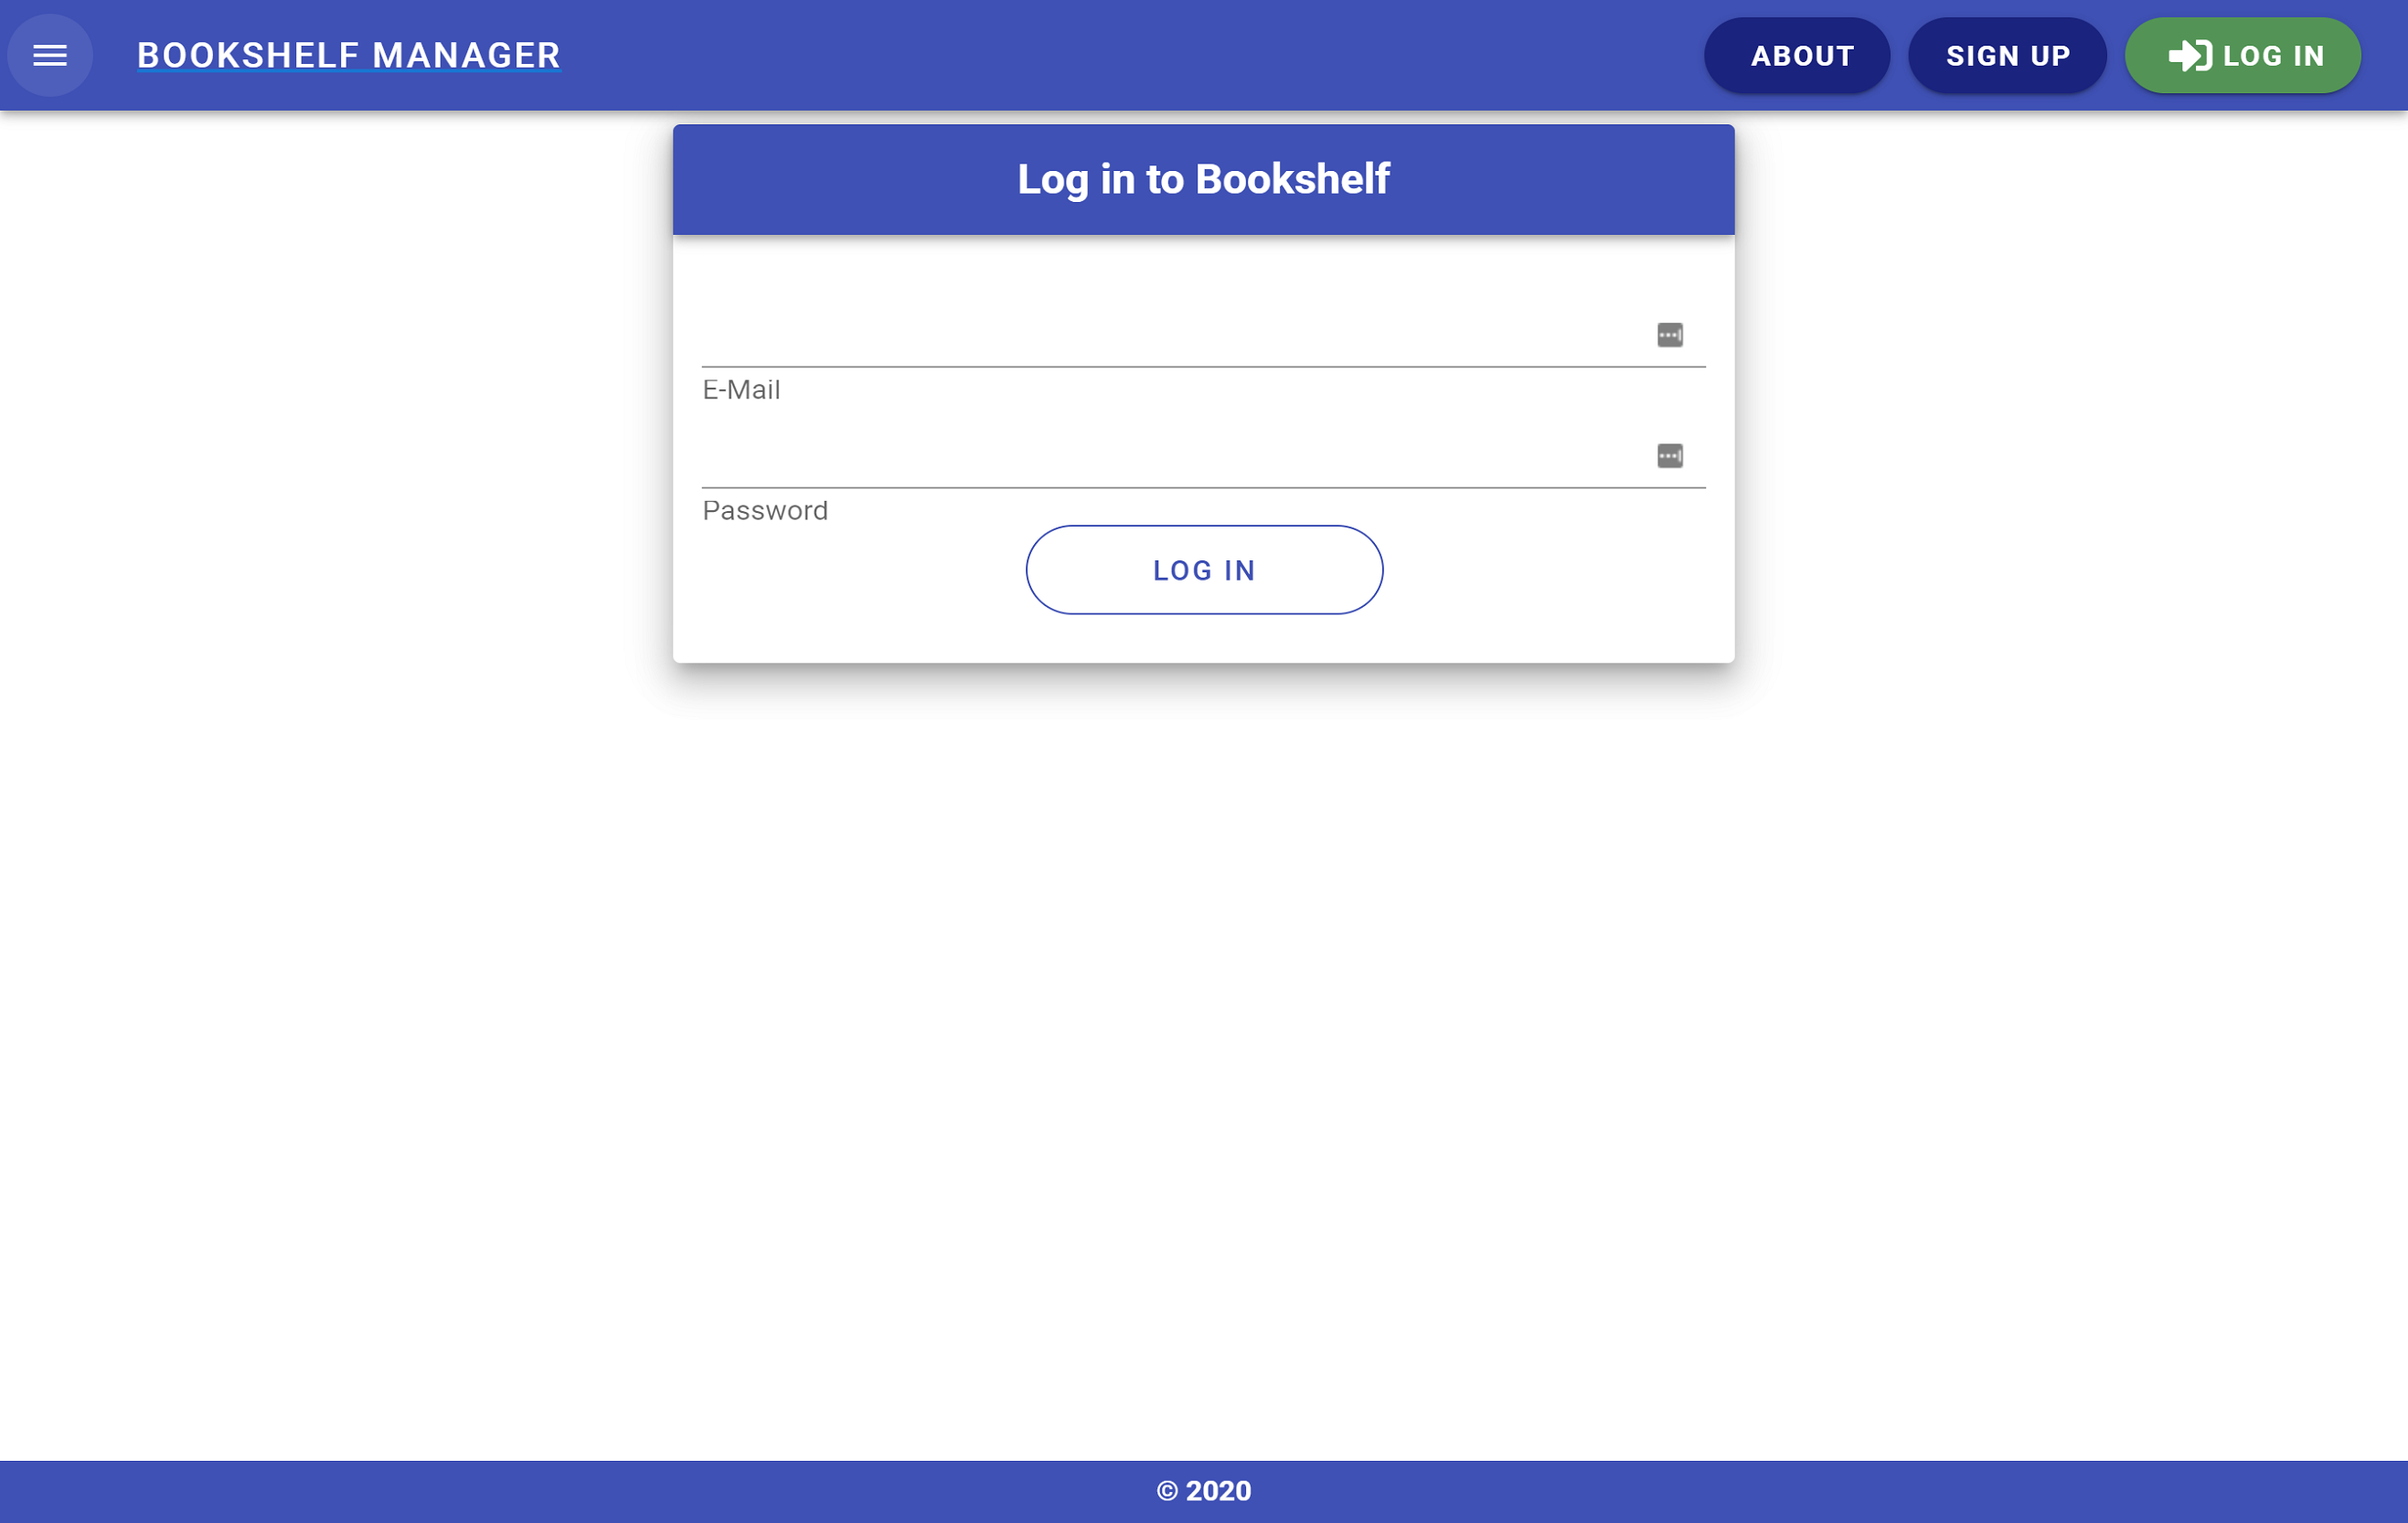 BOOKSHELF MANAGER
ABOUT
SIGN UP
LOG IN
Log in to Bookshelf
E-Mail
Password
LOG IN
© 2020